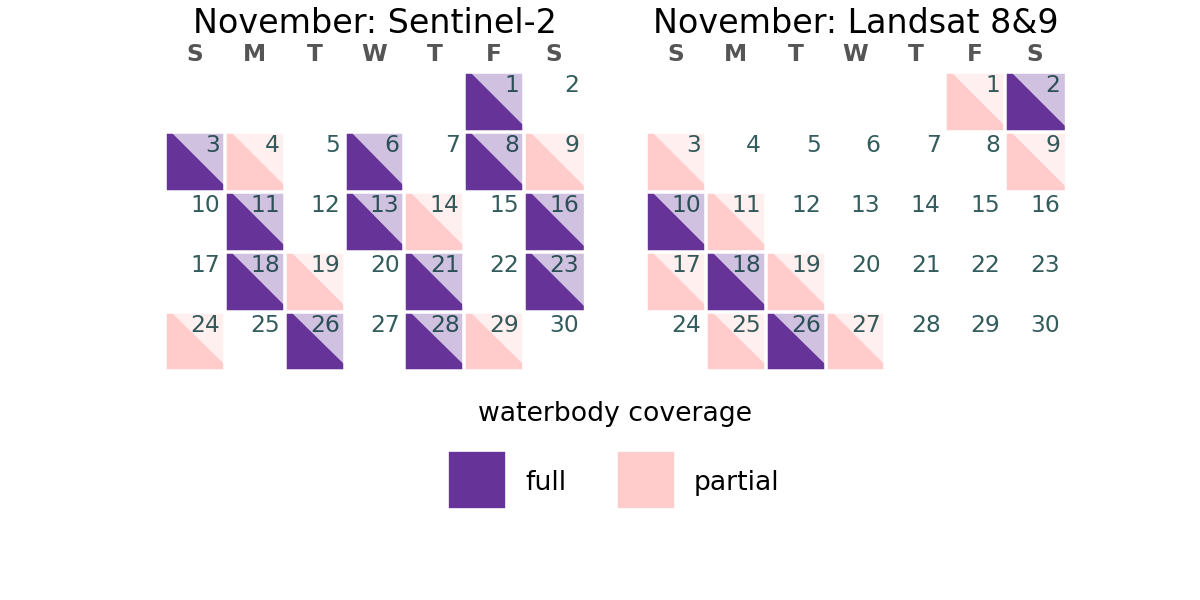 November: Sentinel-2
S M T W T F S
1 2
3 4 5 6 7 8 9
10 11 12 13 14 15 16
17 18 19 20 21 22 23
24 25 26 27 28 29 30
November: Landsat 8&9
S M T W T F S
1 2
3 4 5 6 7 8 9
10 11 12 13 14 15 16
17 18 19 20 21 22 23
24 25 26 27 28 29 30
waterbody coverage
full
partial